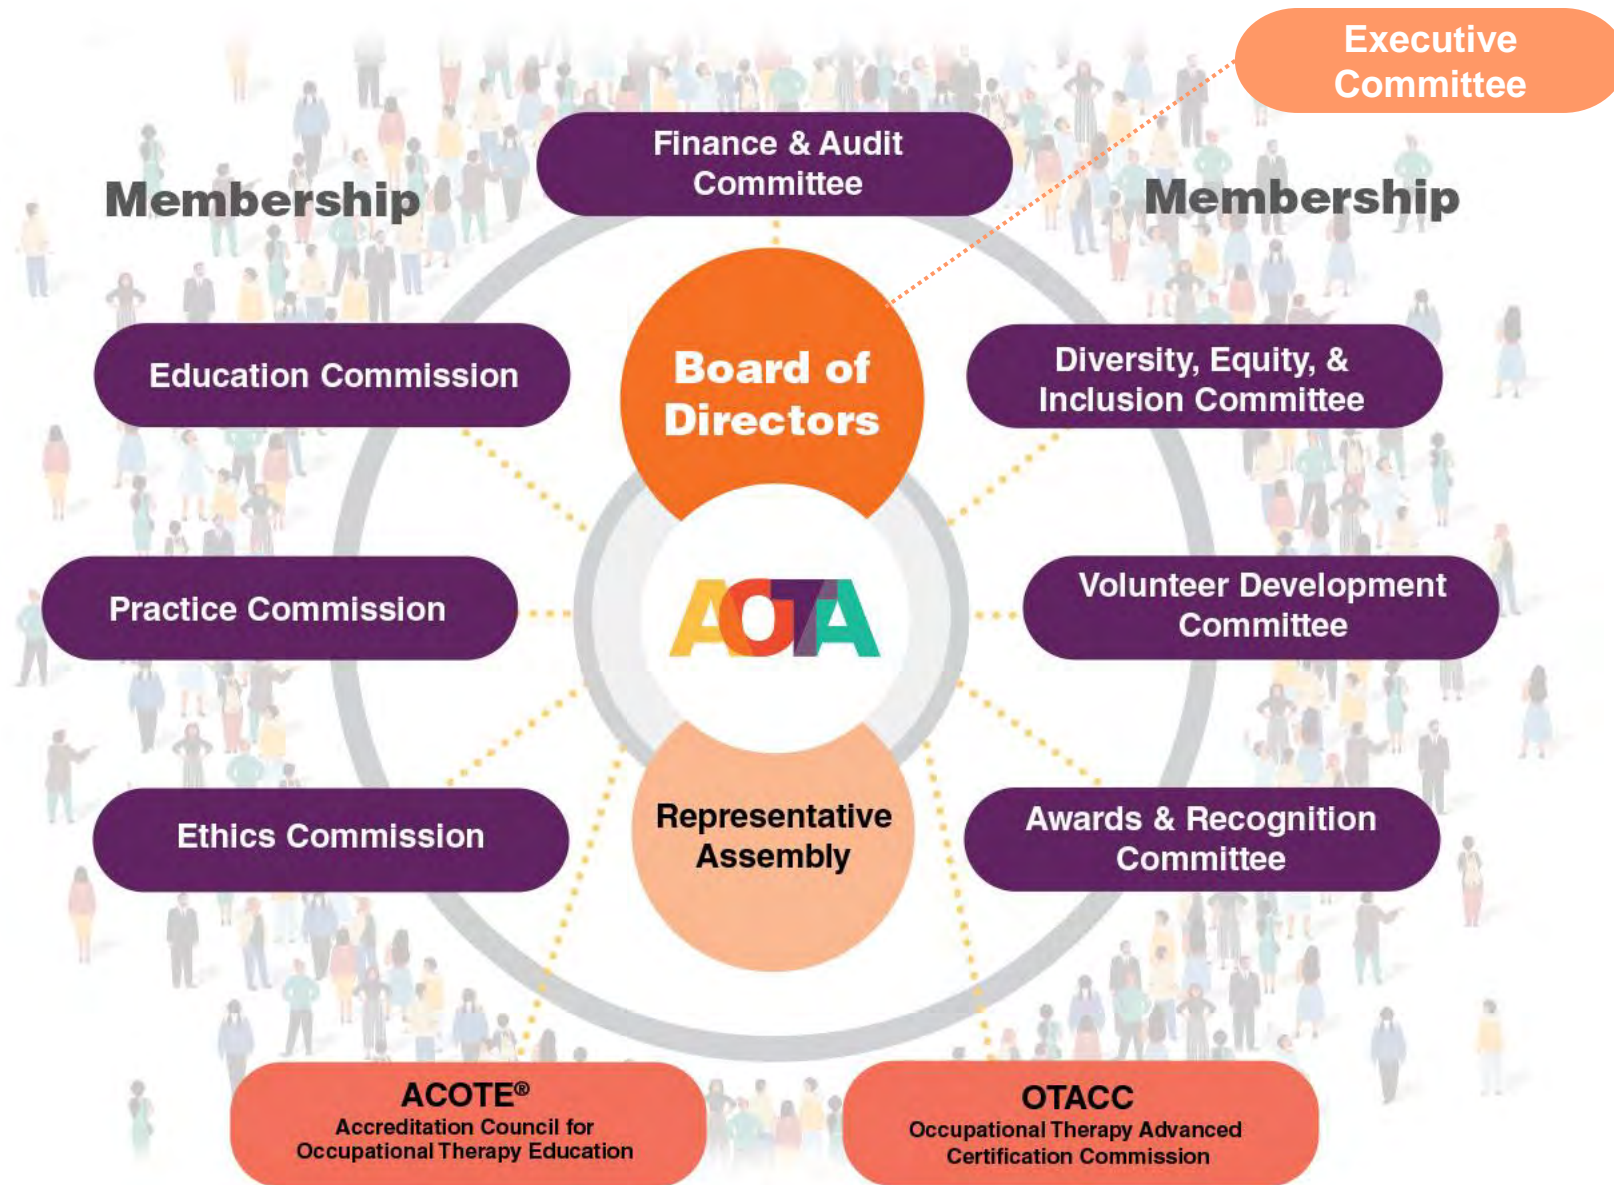 Executive
Committee
Finance & Audit
Committee
Membership
Membership
Education Commission
Board of
Directors
Diversity, Equity, &
Inclusion Committee
Practice Commission
AOTA
Volunteer Development
Committee
Ethics Commission
Representative
Assembly
Awards & Recognition
Committee
ACOTE®
Accreditation Council for
Occupational Therapy Education
OTACC
Occupational Therapy Advanced
Certification Commission